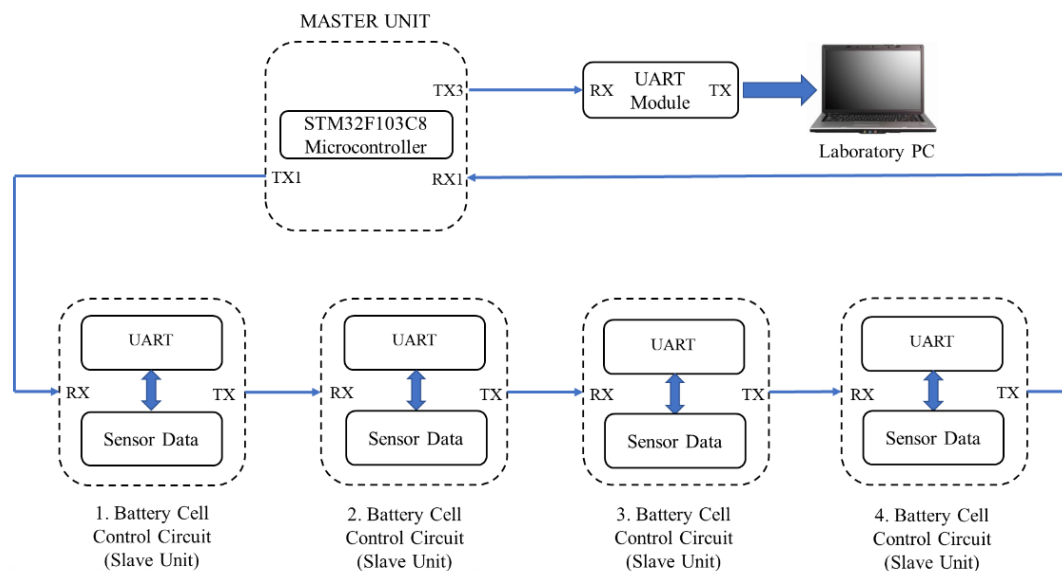 MASTER UNIT
TX3
STM32F103C8
Microcontroller
TX1
RX1
RX
UART
Module
TX
Laboratory PC
UART
RX
TX
Sensor Data
1. Battery Cell
Control Circuit
(Slave Unit)
UART
RX
TX
Sensor Data
2. Battery Cell
Control Circuit
(Slave Unit)
UART
RX
TX
Sensor Data
3. Battery Cell
Control Circuit
(Slave Unit)
UART
RX
TX
Sensor Data
4. Battery Cell
Control Circuit
(Slave Unit)